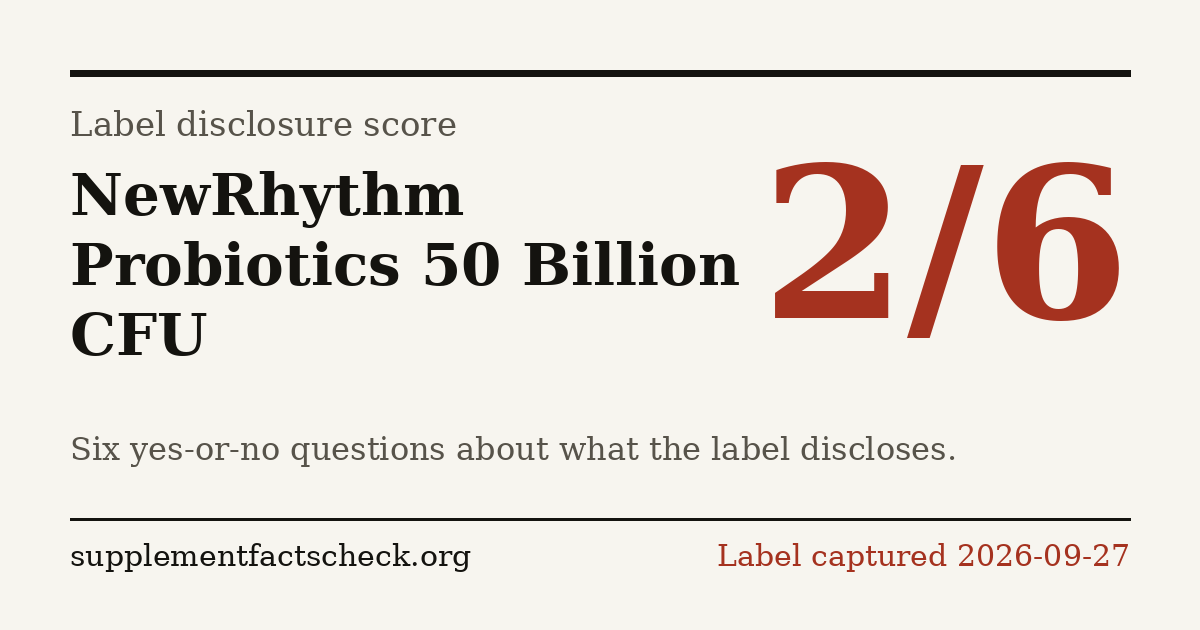 Label disclosure score
NewRhythm
Probiotics 50 Billion
CFU
2/6
Six yes-or-no questions about what the label discloses.
supplementfactscheck.org
Label captured 2026-09-27